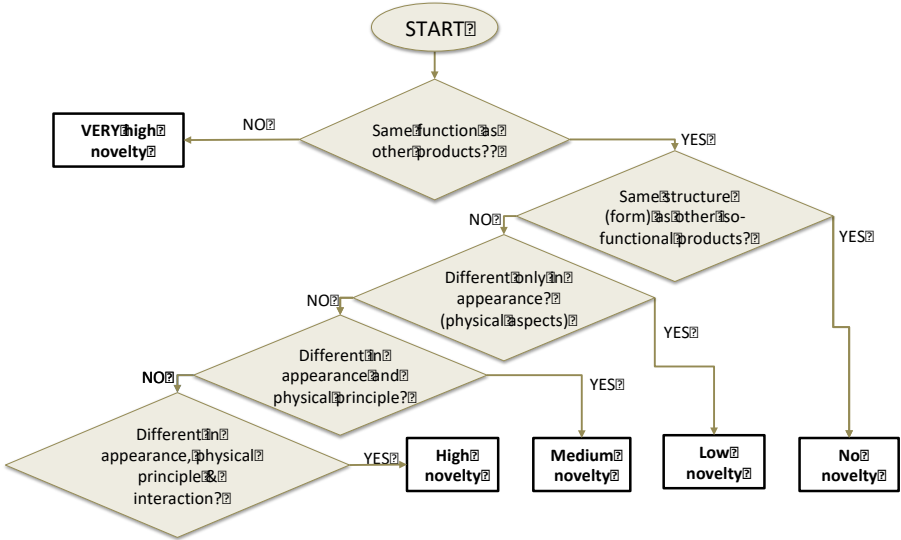 START
Same function as
other products??
NO
VERY high
novelty
YES
Same structure
(form) as other iso-
functional products?
NO
YES
Different only in
appearance?
(physical aspects)
NO
YES
Different in
appearance and
physical principle?
NO
YES
Different in
appearance, physical
principle &
interaction?
YES
High
novelty
Medium
novelty
Low
novelty
No
novelty